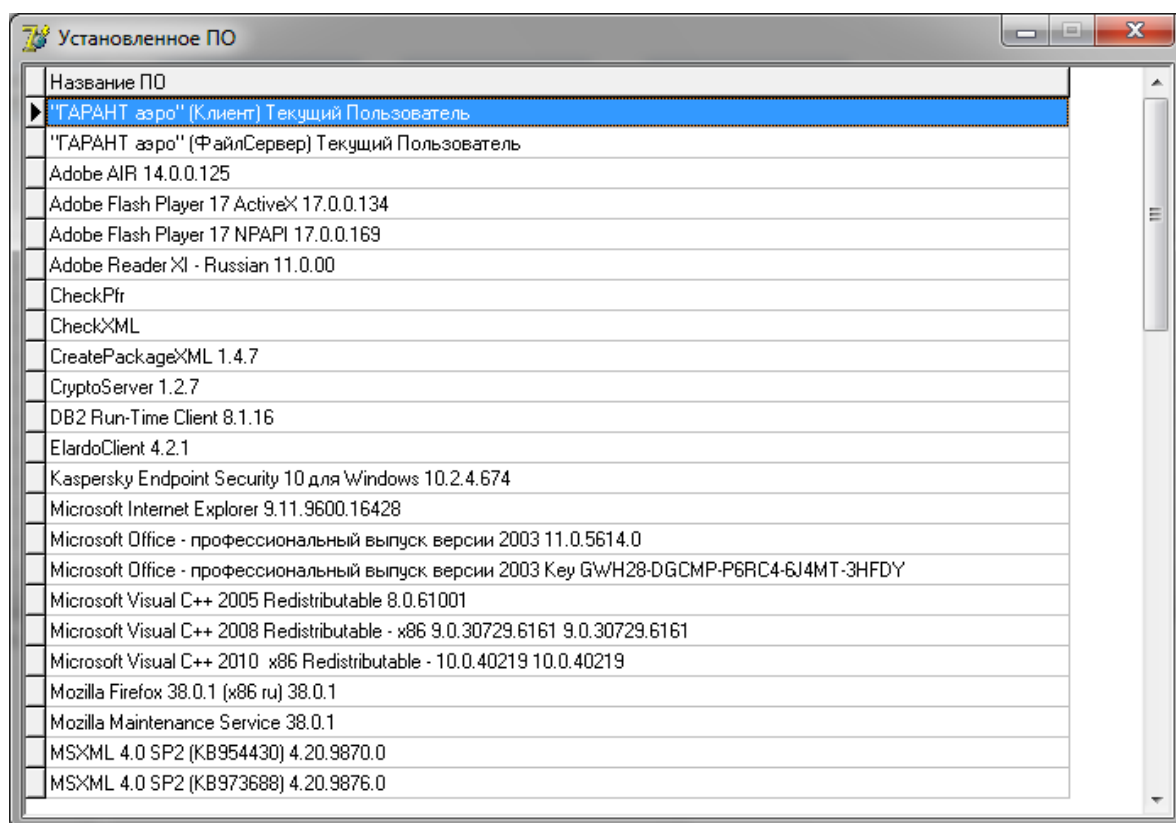 Установленное ПО
Название ПО
"ГАРАНТ аэро" (Клиент) Текущий Пользователь
"ГАРАНТ аэро" (ФайлСервер) Текущий Пользователь
Adobe AIR 14.0.0.125
Adobe Flash Player 17 ActiveX 17.0.0.134
Adobe Flash Player 17 NPAPI 17.0.0.169
Adobe Reader XI - Russian 11.0.00
CheckPfr
CheckXML
CreatePackageXML 1.4.7
CryptoServer 1.2.7
DB2 Run-Time Client 8.1.16
ElardoClient 4.2.1
Kaspersky Endpoint Security 10 для Windows 10.2.4.674
Microsoft Internet Explorer 9.11.9600.16428
Microsoft Office - профессиональный выпуск версии 2003 11.0.5614.0
Microsoft Office - профессиональный выпуск версии 2003 Key GWH28-DGCMP-P6RC4-6J4MT-3HFDY
Microsoft Visual C++ 2005 Redistributable 8.0.61001
Microsoft Visual C++ 2008 Redistributable - x86 9.0.30729.6161 9.0.30729.6161
Microsoft Visual C++ 2010  x86 Redistributable - 10.0.40219 10.0.40219
Mozilla Firefox 38.0.1 (x86 ru) 38.0.1
Mozilla Maintenance Service 38.0.1
MSXML 4.0 SP2 (KB954430) 4.20.9870.0
MSXML 4.0 SP2 (KB973688) 4.20.9876.0